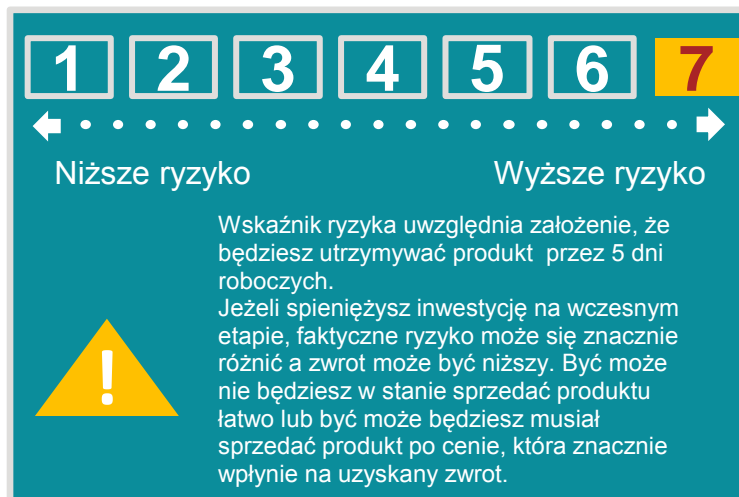 1 2 3 4 5 6 7
Niższe ryzyko Wyższe ryzyko
Wskaźnik ryzyka uwzględnia założenie, że
będziesz utrzymywać produkt przez 5 dni
roboczych.
Jeżeli spieniężysz inwestycję na wczesnym
etapie, faktyczne ryzyko może się znacznie
różnić a zwrot może być niższy. Być może
nie będziesz w stanie sprzedać produktu
łatwo lub być może będziesz musiał
sprzedać produkt po cenie, która znacznie
wpłynie na uzyskany zwrot.
!